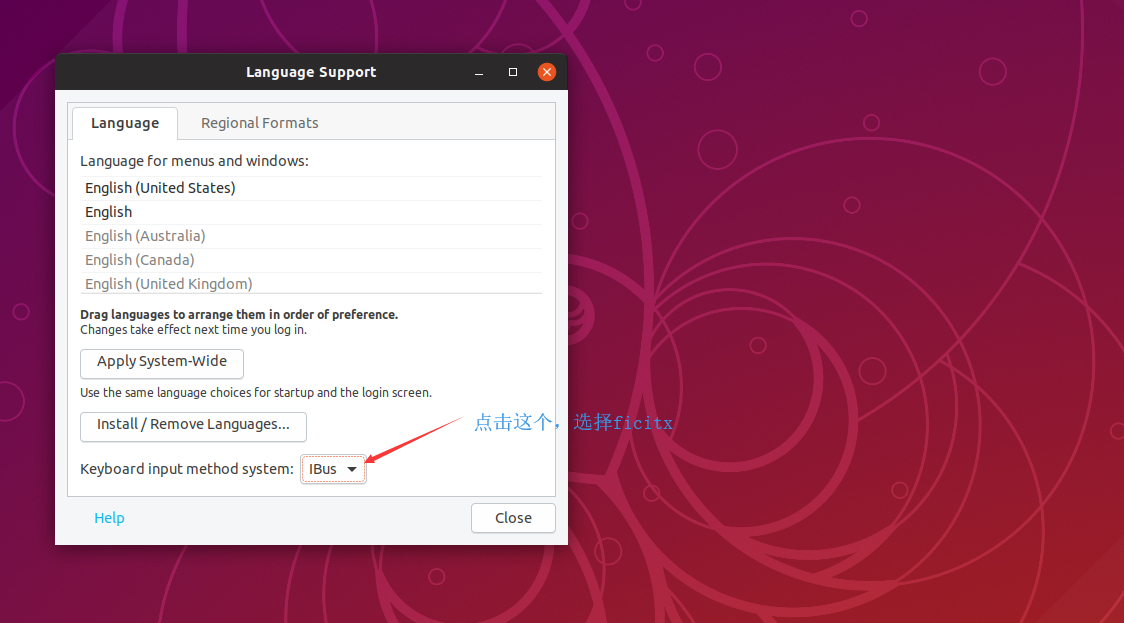 Language Support
Language
Regional Formats
Language for menus and windows:
English (United States)
English
English (Australia)
English (Canada)
English (United Kingdom)
Drag languages to arrange them in order of preference.
Changes take effect next time you log in.
Apply System-Wide
Use the same language choices for startup and the login screen.
Install / Remove Languages...
点击这个，选择ficitx
Keyboard input method system: IBus
Help
Close